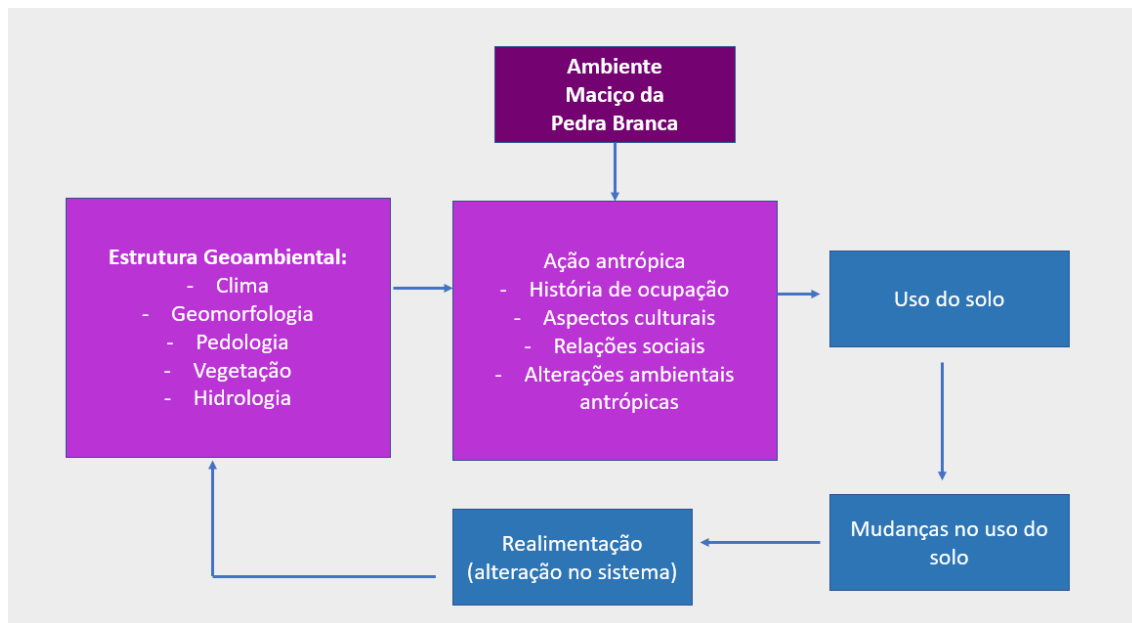 Ambiente
Maciço da
Pedra Branca
Estrutura Geoambiental:
- Clima
- Geomorfologia
- Pedologia
- Vegetação
- Hidrologia
Ação antrópica
- História de ocupação
- Aspectos culturais
- Relações sociais
- Alterações ambientais
antrópicas
Uso do solo
Mudanças no uso do
solo
Realimentação
(alteração no sistema)